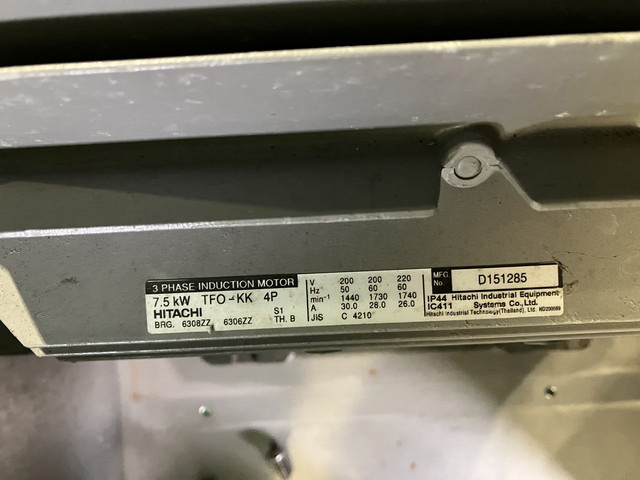 3 PHASE INDUCTION MOTOR
7.5 kW TFO-KK 4P
HITACHI S1
BRG. 6308ZZ 6306ZZ TH. B
V 200 200 220
Hz 50 60 60
min-1 1440 1730 1740
A 30.0 28.0 26.0
JIS C 4210
MFG No. D151285
IP44 Hitachi Industrial Equipment
IC411 Systems Co., Ltd.
Hitachi Industrial Technology(Thailand), Ltd.